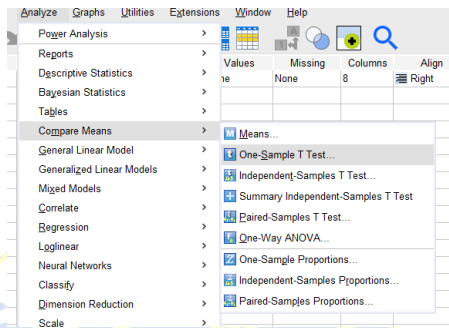 Analyze Graphs Utilities Extensions Window Help
Power Analysis
Reports
Descriptive Statistics
Bayesian Statistics
Tables
Compare Means
General Linear Model
Generalized Linear Models
Mixed Models
Correlate
Regression
Loglinear
Neural Networks
Classify
Dimension Reduction
Scale
Values Missing Columns Align
None 8 Right
Means...
One-Sample T Test...
Independent-Samples T Test...
Summary Independent-Samples T Test
Paired-Samples T Test...
One-Way ANOVA...
One-Sample Proportions...
Independent-Samples Proportions...
Paired-Samples Proportions...